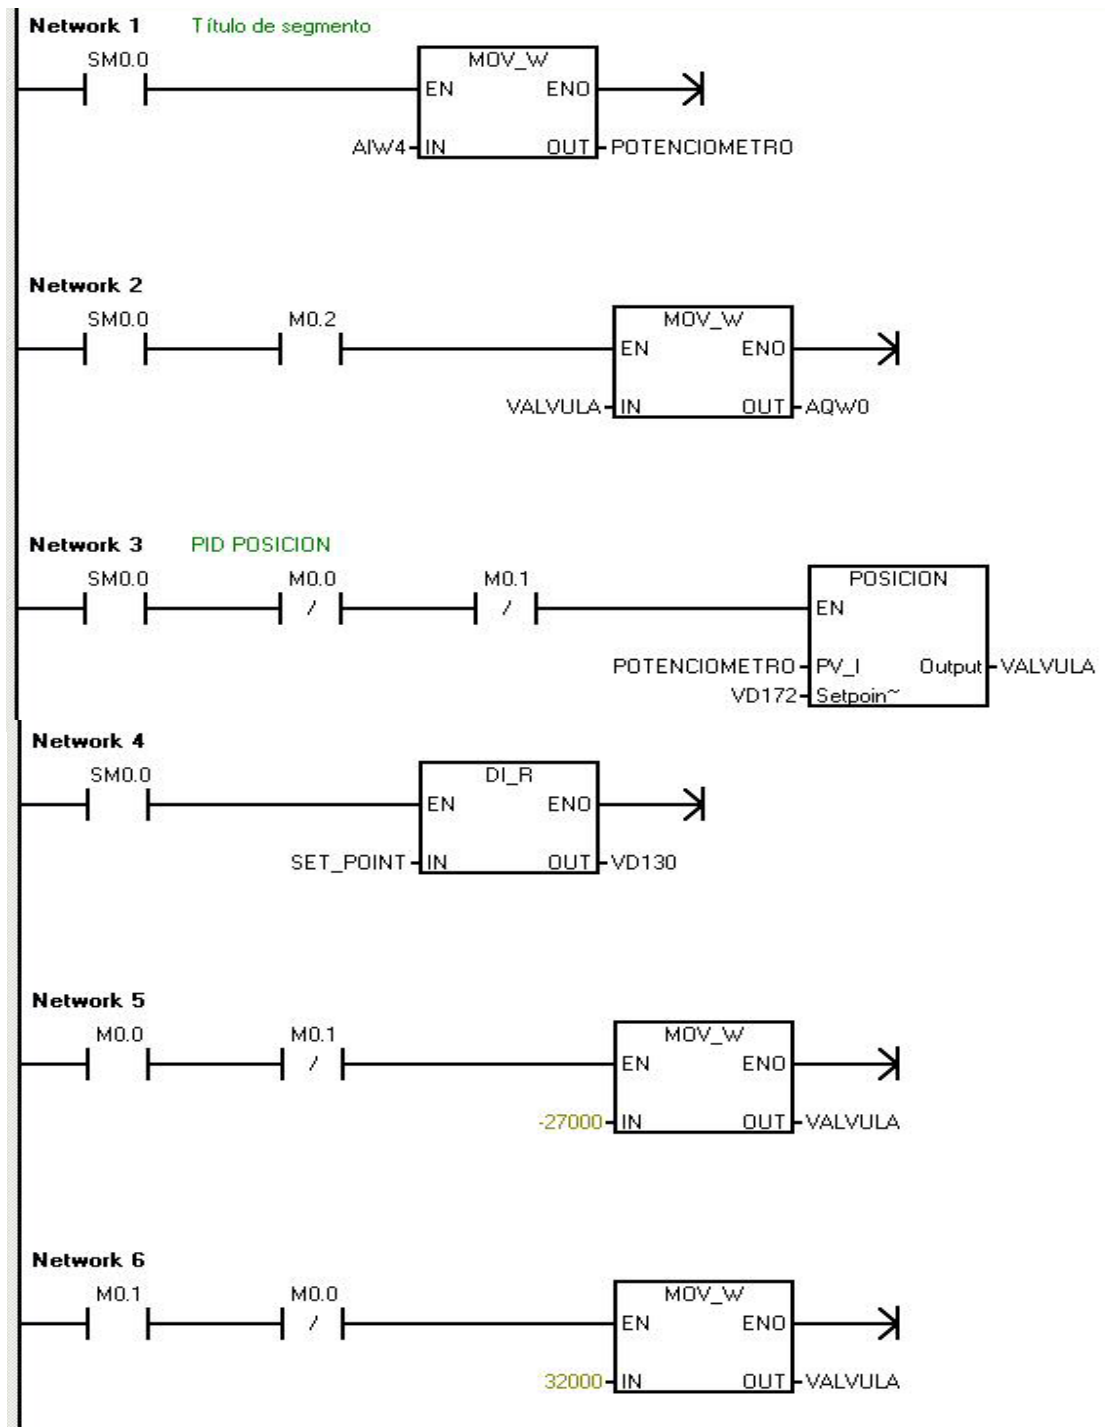 Network 1 Título de segmento
SM0.0 MOV_W
EN ENO
AIW4 IN OUT POTENCIOMETRO
Network 2
SM0.0 M0.2 MOV_W
EN ENO
VALVULA IN OUT AQW0
Network 3 PID POSICION
SM0.0 M0.0 M0.1 POSICION
/ / EN
POTENCIOMETRO PV_I Output VALVULA
VD172 Setpoin~
Network 4
SM0.0 DI_R
EN ENO
SET_POINT IN OUT VD130
Network 5
M0.0 M0.1 MOV_W
/ EN ENO
-27000 IN OUT VALVULA
Network 6
M0.1 M0.0 MOV_W
/ EN ENO
32000 IN OUT VALVULA